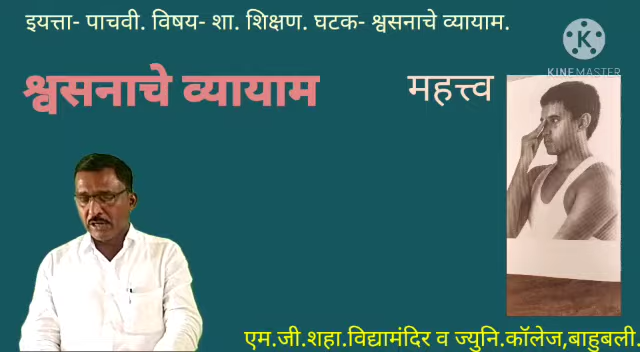 इयत्ता- पाचवी. विषय- शा. शिक्षण. घटक- श्वसनाचे व्यायाम.
KINEMASTER
श्वसनाचे व्यायाम
महत्त्व
एम.जी.शहा.विद्यामंदिर व ज्युनि.कॉलेज,बाहुबली.